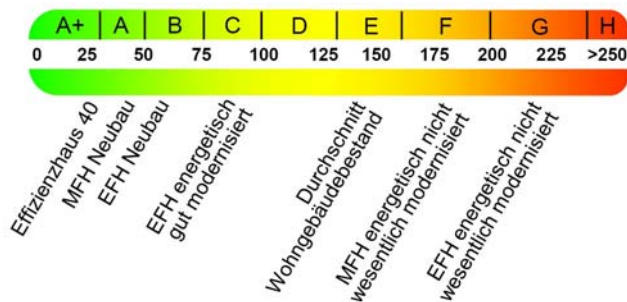 A+ A B C D E F G H
0 25 50 75 100 125 150 175 200 225 >250
Effizienzhaus 40
MFH Neubau
EFH Neubau
EFH energetisch
gut modernisiert
Durchschnitt
Wohngebäudebestand
MFH energetisch nicht
wesentlich modernisiert
EFH energetisch nicht
wesentlich modernisiert